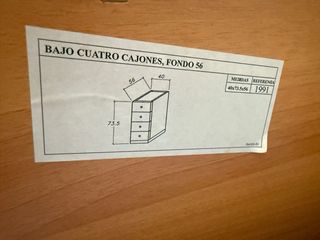 BAJO CUATRO CAJONES, FONDO 56
56 40
73.5
MEDIDAS REFERENCIA
40x73.5x56 1991